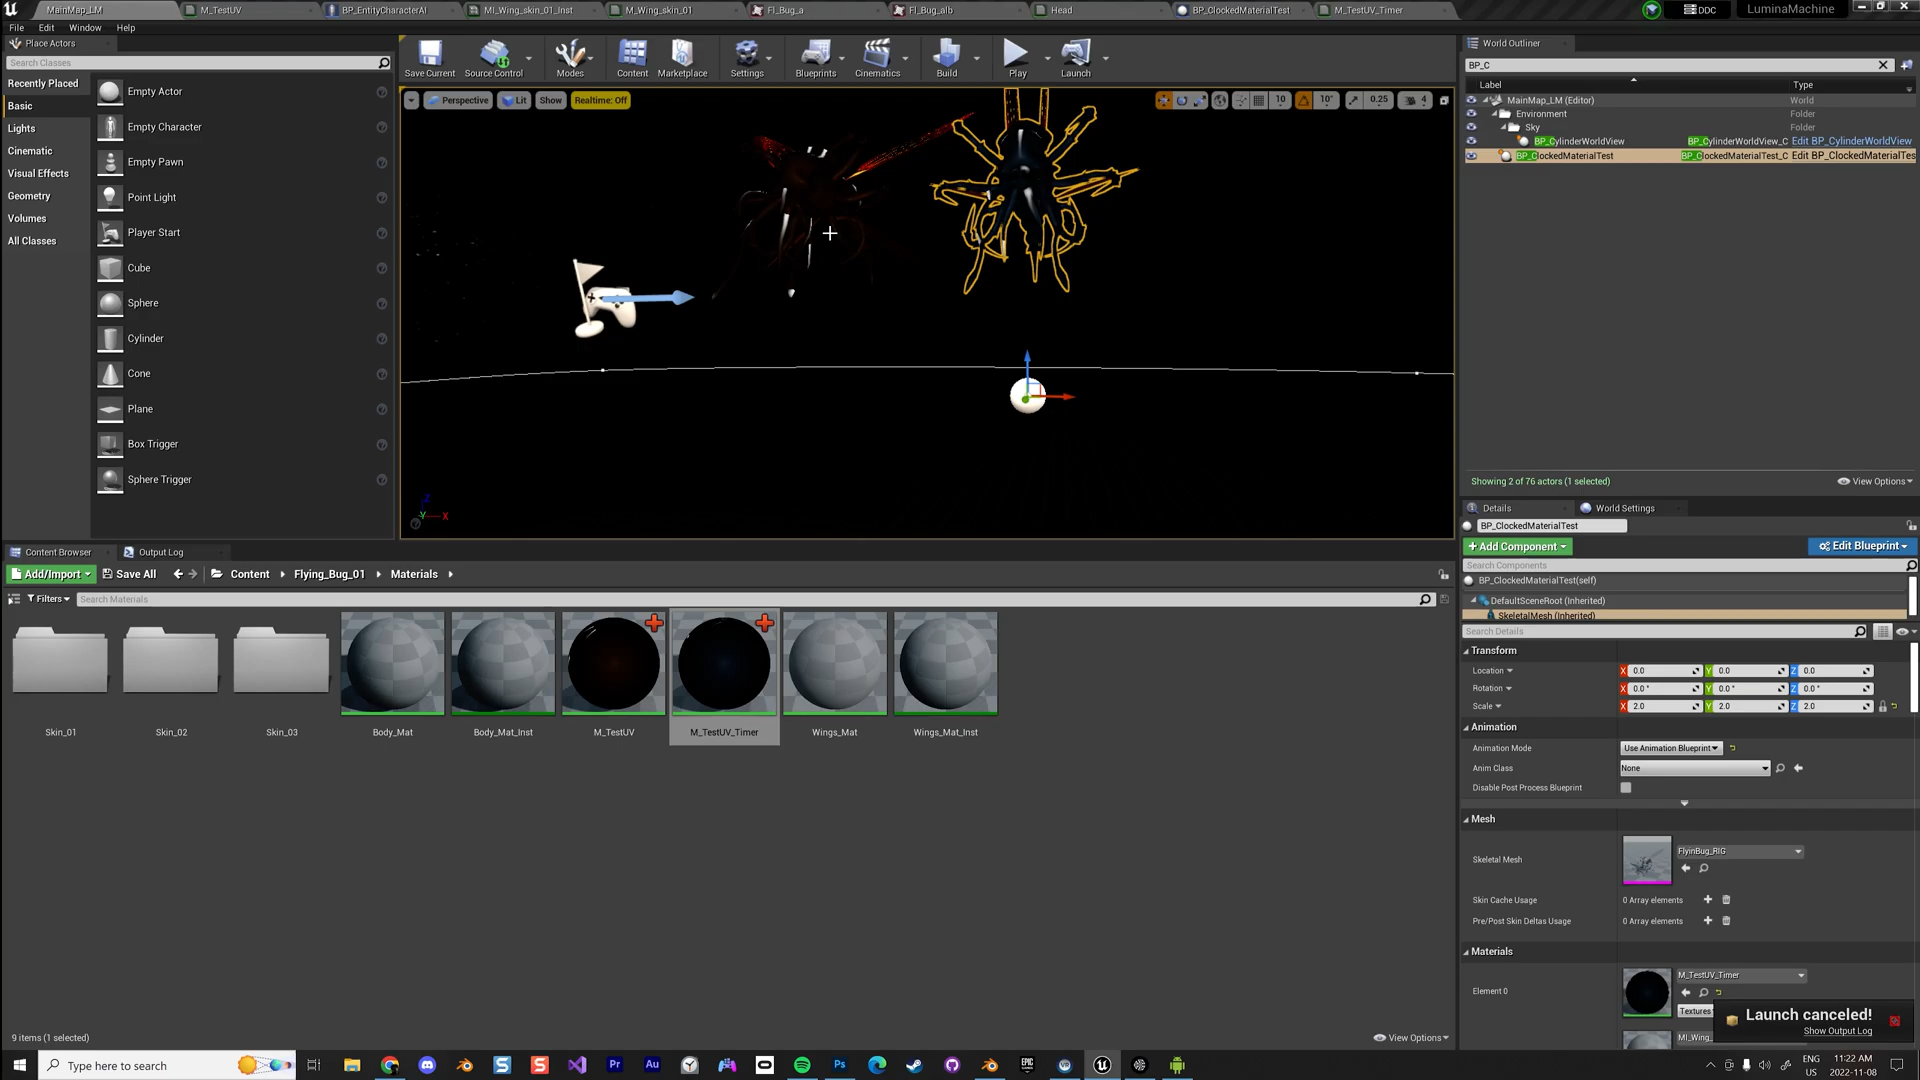 MainMap_LM
M_TestUV
BP_EntityCharacterAI
MI_Wing_skin_01_Inst
M_Wing_skin_01
Fl_Bug_a
Fl_Bug_alb
Head
BP_ClockedMaterialTest
M_TestUV_Timer
DDC
LuminaMachine
File Edit Window Help
Place Actors
Search Classes
Recently Placed
Basic
Lights
Cinematic
Visual Effects
Geometry
Volumes
All Classes
Empty Actor
Empty Character
Empty Pawn
Point Light
Player Start
Cube
Sphere
Cylinder
Cone
Plane
Box Trigger
Sphere Trigger
Save Current
Source Control
Modes
Content
Marketplace
Settings
Blueprints
Cinematics
Build
Play
Launch
Perspective Lit Show Realtime: Off
10 10° 0.25 4
Z
Y X
World Outliner
BP_C
Label Type
MainMap_LM (Editor) World
Environment Folder
Sky Folder
BP_CylinderWorldView BP_CylinderWorldView_C Edit BP_CylinderWorldView
BP_ClockedMaterialTest BP_ClockedMaterialTest_C Edit BP_ClockedMaterialTes
Showing 2 of 76 actors (1 selected)
View Options
Details World Settings
BP_ClockedMaterialTest
+ Add Component Edit Blueprint
Search Components
BP_ClockedMaterialTest(self)
DefaultSceneRoot (Inherited)
SkeletalMesh (Inherited)
Search Details
Transform
Location X 0.0 Y 0.0 Z 0.0
Rotation X 0.0° Y 0.0° Z 0.0°
Scale X 2.0 Y 2.0 Z 2.0
Animation
Animation Mode Use Animation Blueprint
Anim Class None
Disable Post Process Blueprint
Mesh
Skeletal Mesh FlyinBug_RIG
Skin Cache Usage 0 Array elements
Pre/Post Skin Deltas Usage 0 Array elements
Materials
Element 0 M_TestUV_Timer
Textures
MI_Wing_
Launch canceled!
Show Output Log
Content Browser Output Log
Add/Import Save All Content Flying_Bug_01 Materials
Filters Search Materials
Skin_01
Skin_02
Skin_03
Body_Mat
Body_Mat_Inst
M_TestUV
M_TestUV_Timer
Wings_Mat
Wings_Mat_Inst
9 items (1 selected)
View Options
Type here to search
Pr
Au
Ps
EPIC GAMES
ENG
US
11:22 AM
2022-11-08